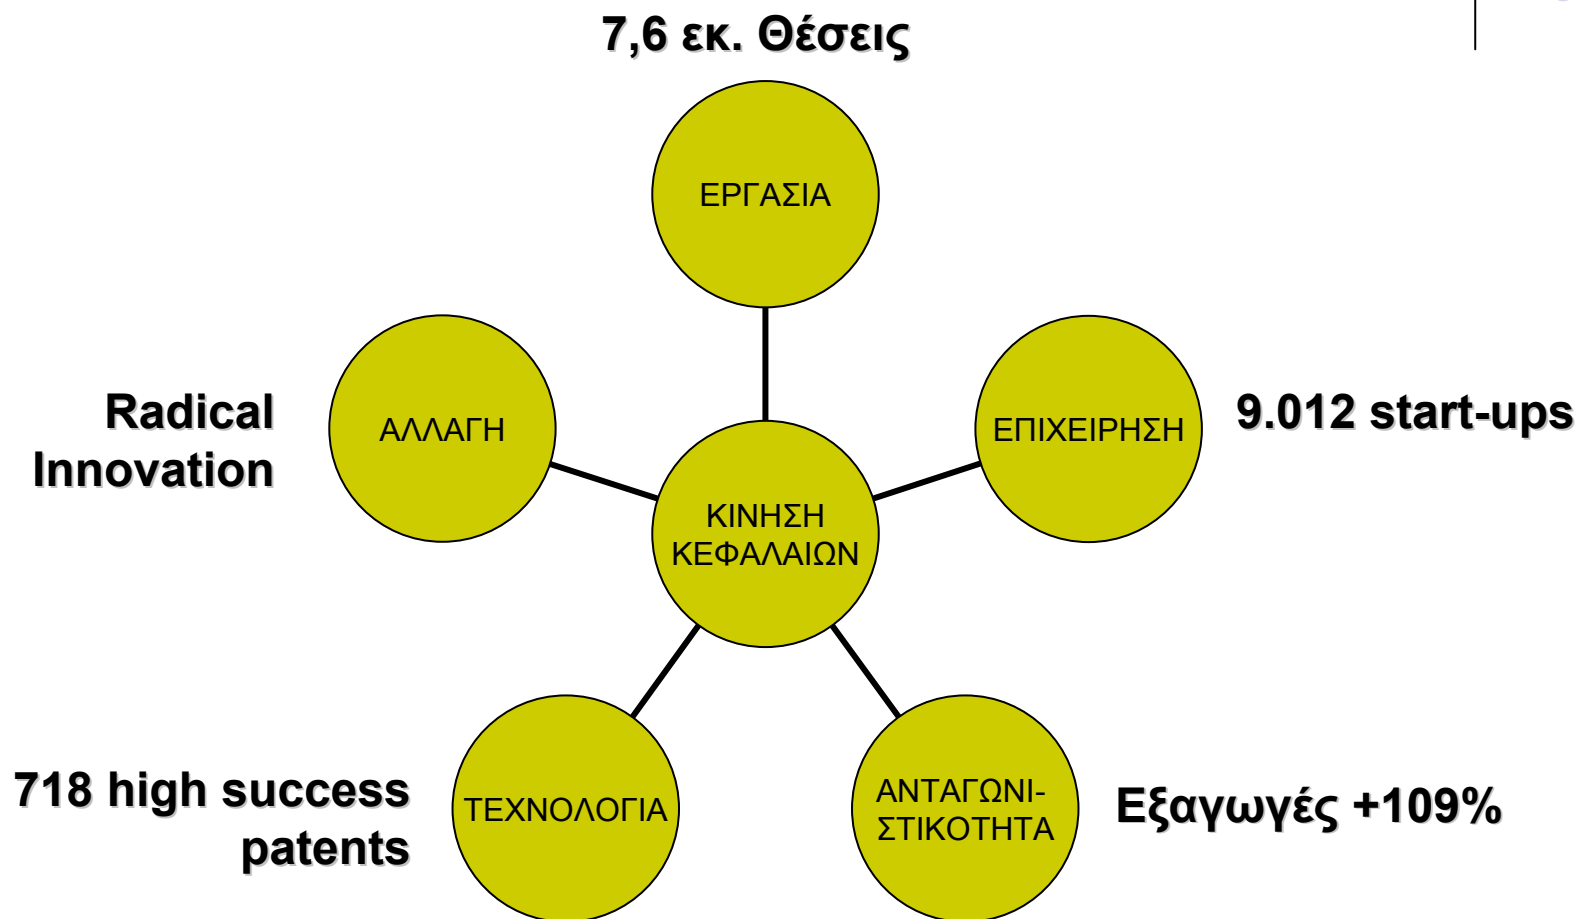 7,6 εκ. Θέσεις
ΕΡΓΑΣΙΑ
Radical
Innovation
ΑΛΛΑΓΗ
ΕΠΙΧΕΙΡΗΣΗ
9.012 start-ups
ΚΙΝΗΣΗ
ΚΕΦΑΛΑΙΩΝ
718 high success
patents
ΤΕΧΝΟΛΟΓΙΑ
ΑΝΤΑΓΩΝΙ-
ΣΤΙΚΟΤΗΤΑ
Εξαγωγές +109%